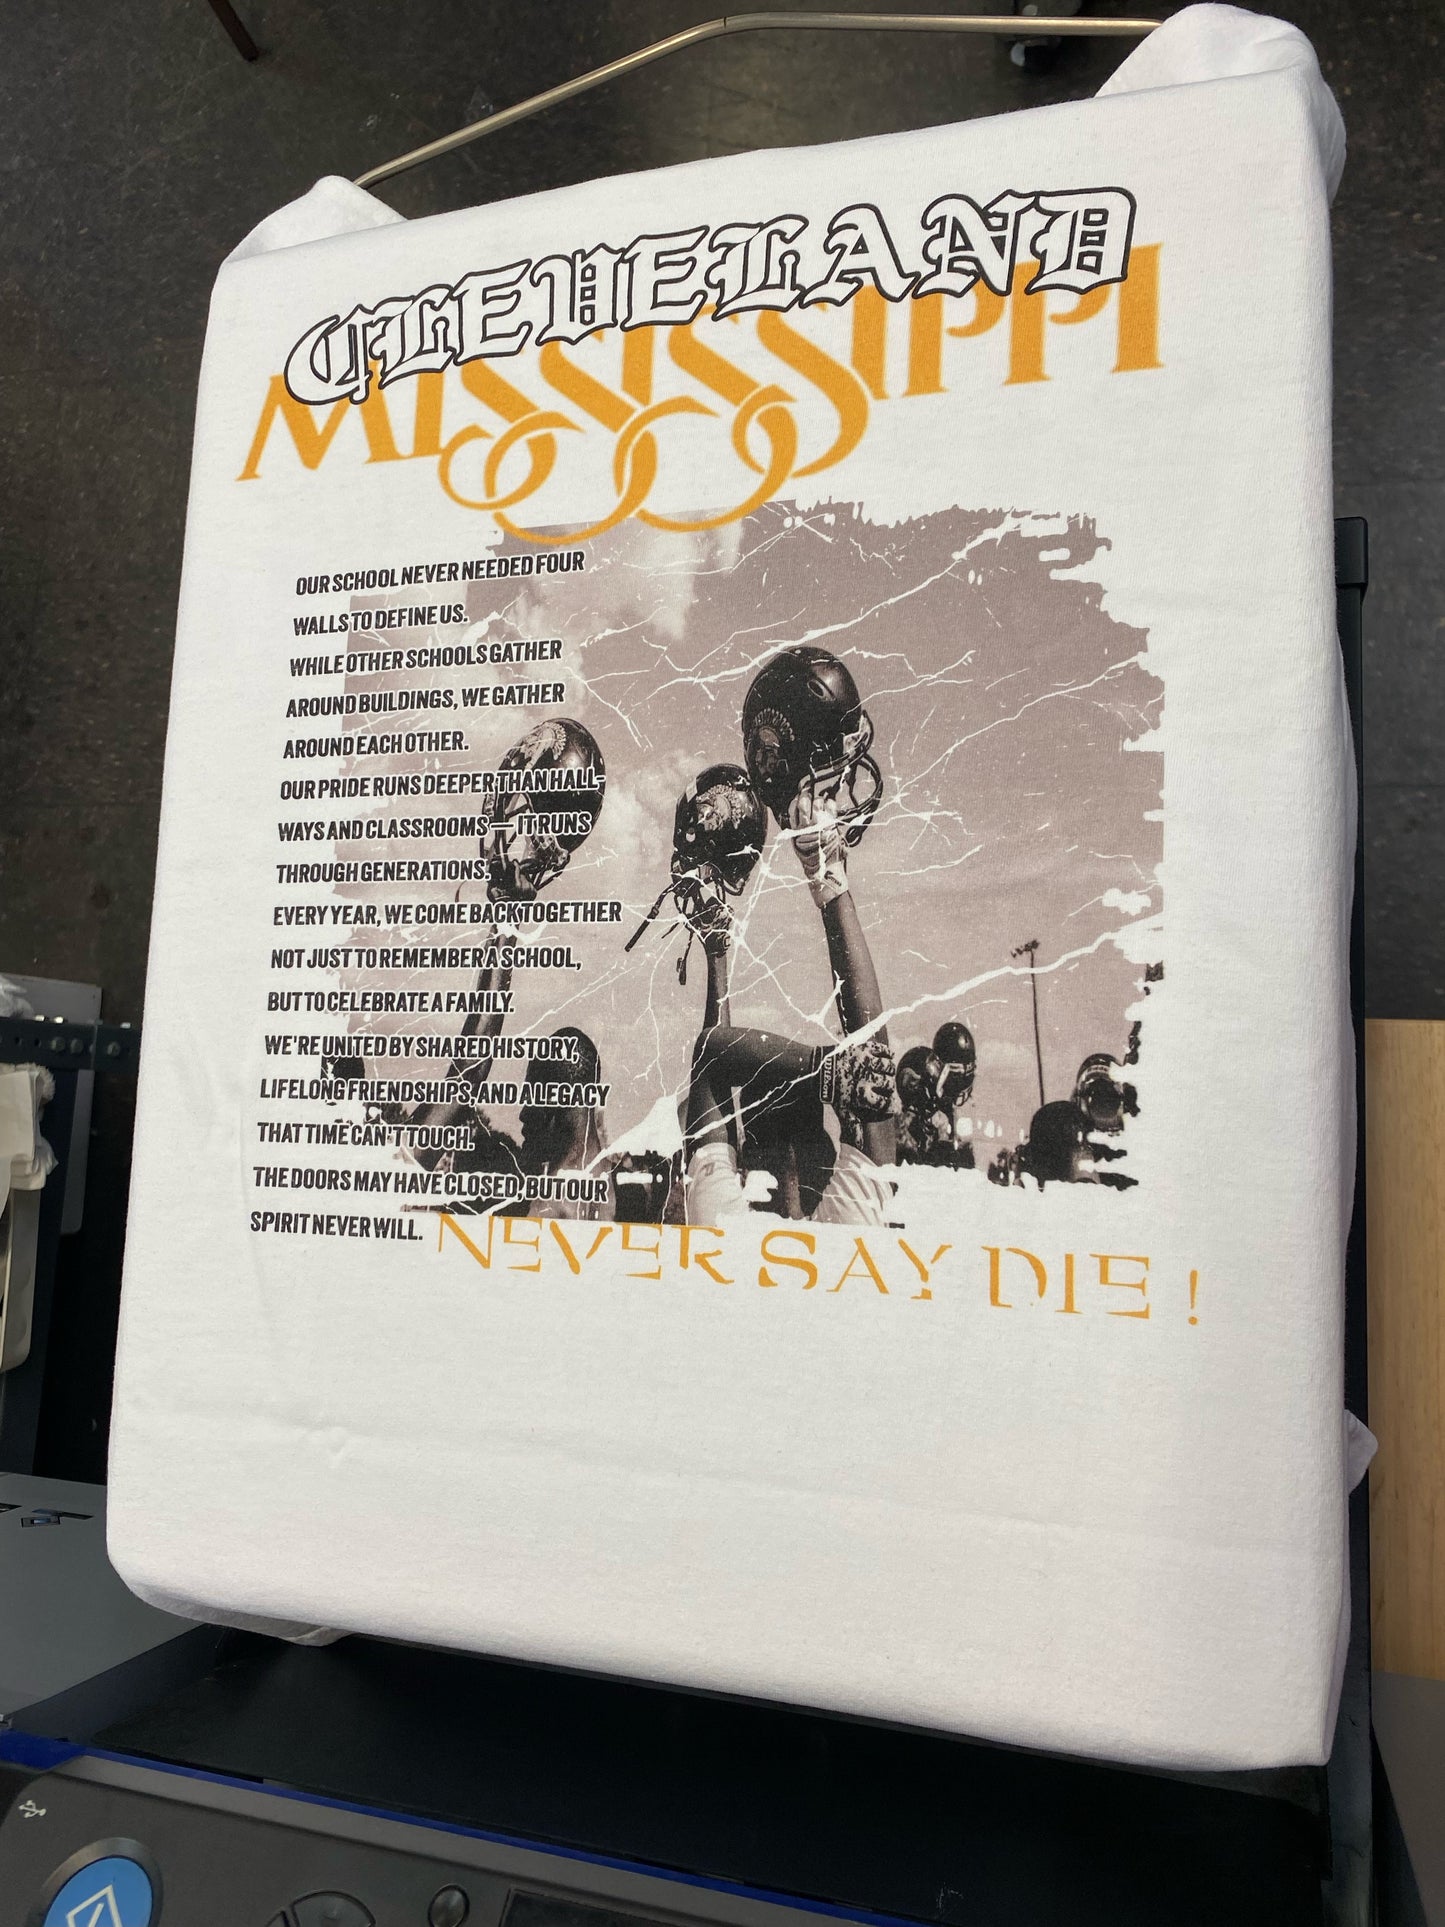 CLEVELAND
MISSISSIPPI
OUR SCHOOL NEVER NEEDED FOUR
WALLS TO DEFINE US.
WHILE OTHER SCHOOLS GATHER
AROUND BUILDINGS, WE GATHER
AROUND EACH OTHER.
OUR PRIDE RUNS DEEPER THAN HALL-
WAYS AND CLASSROOMS — IT RUNS
THROUGH GENERATIONS.
EVERY YEAR, WE COME BACK TOGETHER
NOT JUST TO REMEMBER A SCHOOL,
BUT TO CELEBRATE A FAMILY.
WE'RE UNITED BY SHARED HISTORY,
LIFELONG FRIENDSHIPS, AND A LEGACY
THAT TIME CAN'T TOUCH.
THE DOORS MAY HAVE CLOSED, BUT OUR
SPIRIT NEVER WILL.
NEVER SAY DIE !